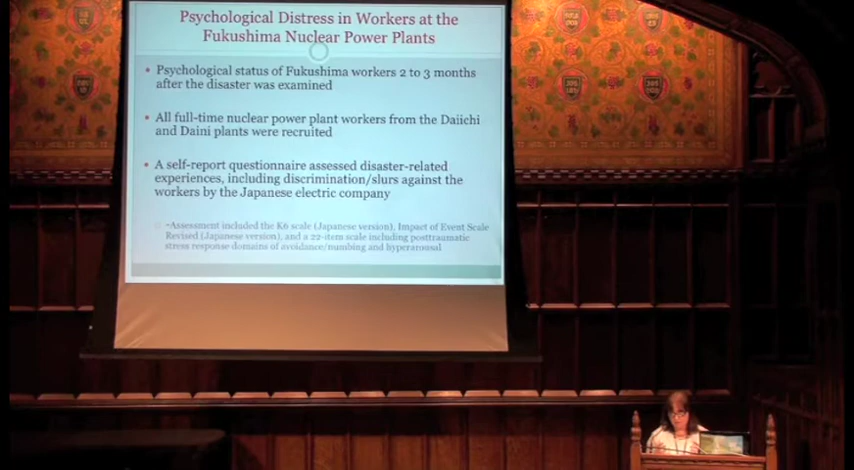 Psychological Distress in Workers at the
Fukushima Nuclear Power Plants
Psychological status of Fukushima workers 2 to 3 months
after the disaster was examined
All full-time nuclear power plant workers from the Daiichi
and Daini plants were recruited
A self-report questionnaire assessed disaster-related
experiences, including discrimination/slurs against the
workers by the Japanese electric company
-Assessment included the K6 scale (Japanese version), Impact of Event Scale
Revised (Japanese version), and a 22-item scale including posttraumatic
stress response domains of avoidance/numbing and hyperarousal